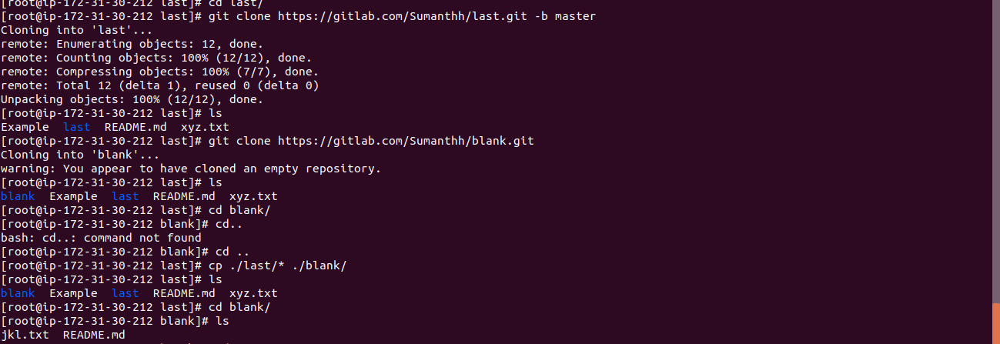 [root@ip-172-31-30-212 last]# cd last/
[root@ip-172-31-30-212 last]# git clone https://gitlab.com/Sumanthh/last.git -b master
Cloning into 'last'...
remote: Enumerating objects: 12, done.
remote: Counting objects: 100% (12/12), done.
remote: Compressing objects: 100% (7/7), done.
remote: Total 12 (delta 1), reused 0 (delta 0)
Unpacking objects: 100% (12/12), done.
[root@ip-172-31-30-212 last]# ls
Example  last  README.md  xyz.txt
[root@ip-172-31-30-212 last]# git clone https://gitlab.com/Sumanthh/blank.git
Cloning into 'blank'...
warning: You appear to have cloned an empty repository.
[root@ip-172-31-30-212 last]# ls
blank  Example  last  README.md  xyz.txt
[root@ip-172-31-30-212 last]# cd blank/
[root@ip-172-31-30-212 blank]# cd..
bash: cd..: command not found
[root@ip-172-31-30-212 blank]# cd ..
[root@ip-172-31-30-212 last]# cp ./last/* ./blank/
[root@ip-172-31-30-212 last]# ls
blank  Example  last  README.md  xyz.txt
[root@ip-172-31-30-212 last]# cd blank/
[root@ip-172-31-30-212 blank]# ls
jkl.txt  README.md